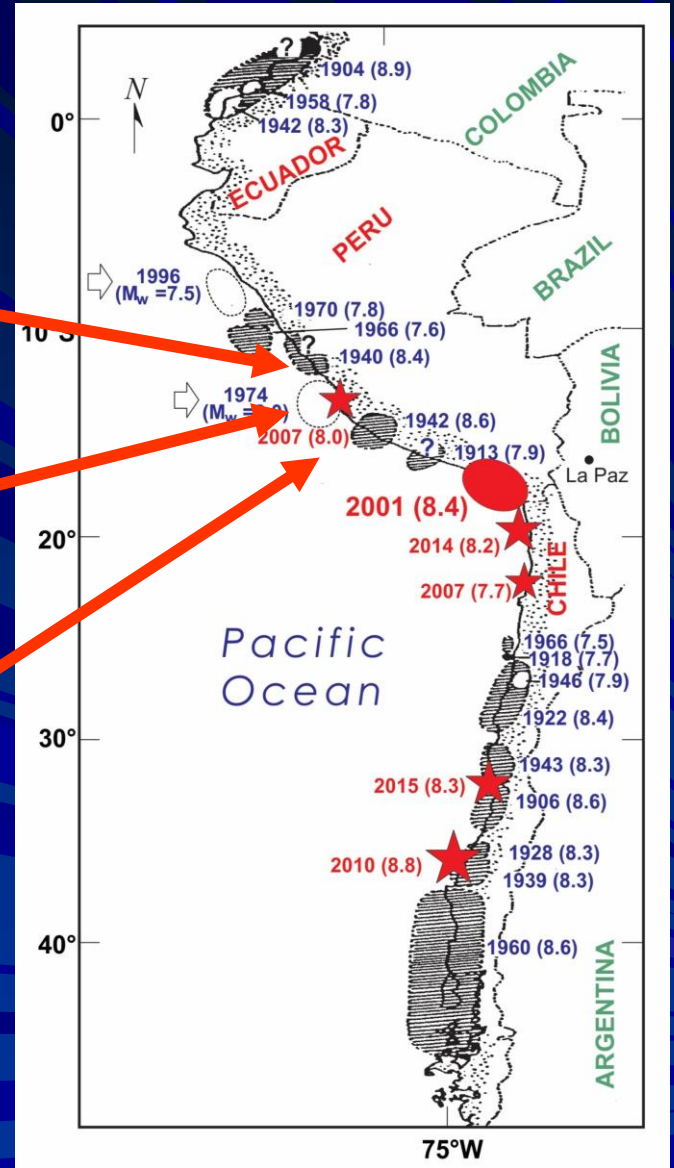 ?
1904 (8.9)
N
1958 (7.8)
1942 (8.3)
0°
COLOMBIA
ECUADOR
PERU
BRAZIL
1996
(Mw =7.5)
1970 (7.8)
10°S
1966 (7.6)
?
1940 (8.4)
BOLIVIA
1974
(Mw =
1942 (8.6)
2007 (8.0)
?
1913 (7.9)
La Paz
2001 (8.4)
20°
2014 (8.2)
CHILE
2007 (7.7)
Pacific
Ocean
1966 (7.5)
1918 (7.7)
1946 (7.9)
1922 (8.4)
30°
1943 (8.3)
2015 (8.3)
1906 (8.6)
1928 (8.3)
2010 (8.8)
1939 (8.3)
40°
1960 (8.6)
ARGENTINA
75°W